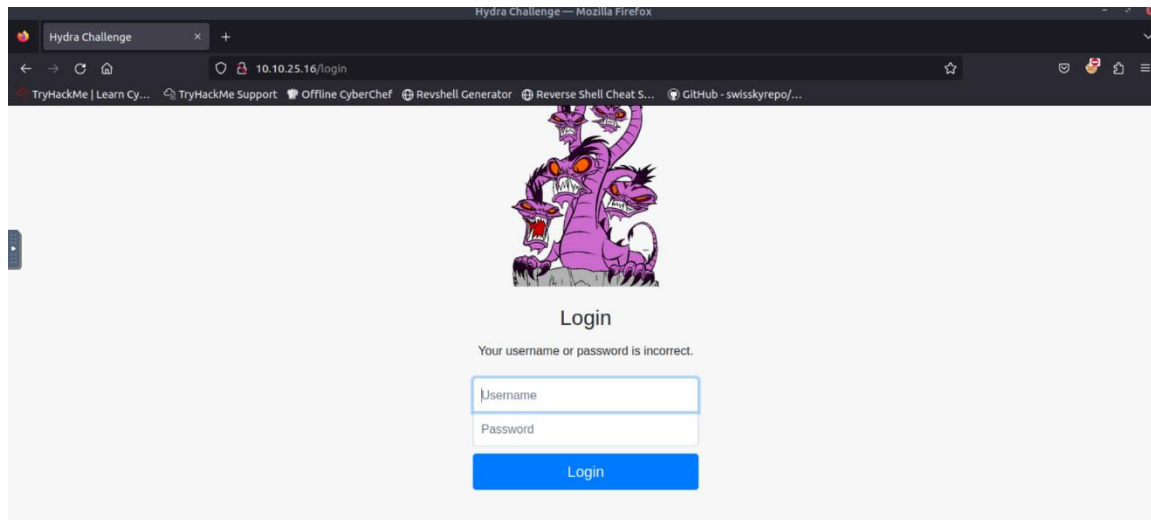 Hydra Challenge — Mozilla Firefox
Hydra Challenge
10.10.25.16/login
TryHackMe | Learn Cy... TryHackMe Support Offline CyberChef Revshell Generator Reverse Shell Cheat S... GitHub - swisskyrepo/...
Login
Your username or password is incorrect.
Username
Password
Login